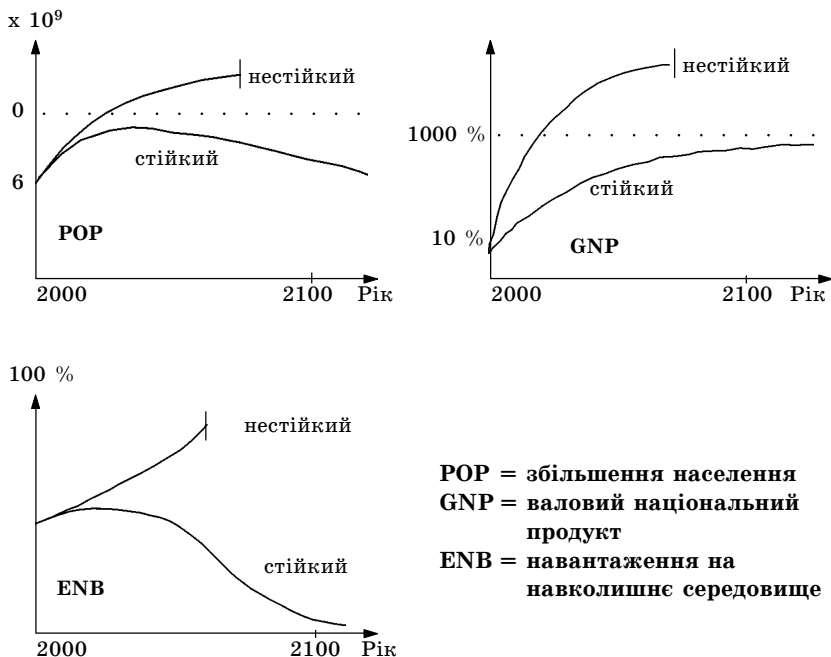 x 10⁹
нестійкий
0
стійкий
6
POP
2000 2100 Рік
нестійкий
1000 %
стійкий
10 %
GNP
2000 2100 Рік
100 %
нестійкий
стійкий
ENB
2000 2100 Рік
POP = збільшення населення
GNP = валовий національний
продукт
ENB = навантаження на
навколишнє середовище